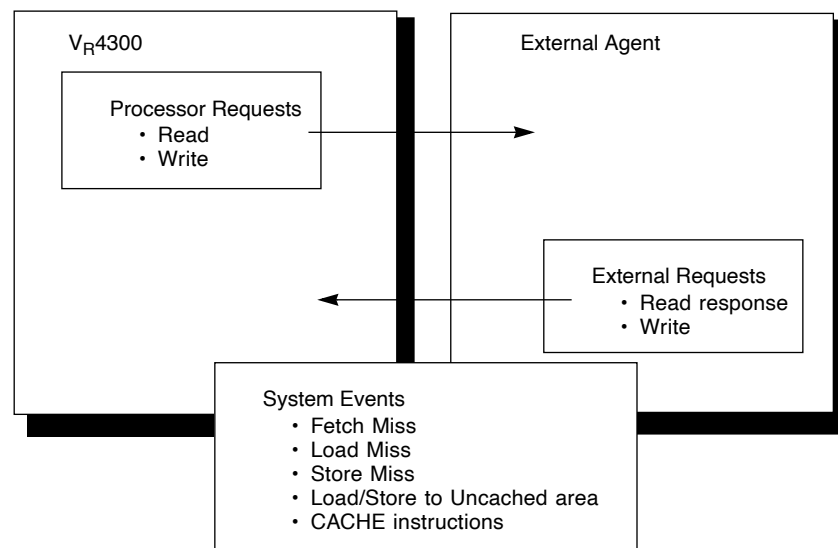 VR4300
External Agent
Processor Requests
• Read
• Write
External Requests
• Read response
• Write
System Events
• Fetch Miss
• Load Miss
• Store Miss
• Load/Store to Uncached area
• CACHE instructions